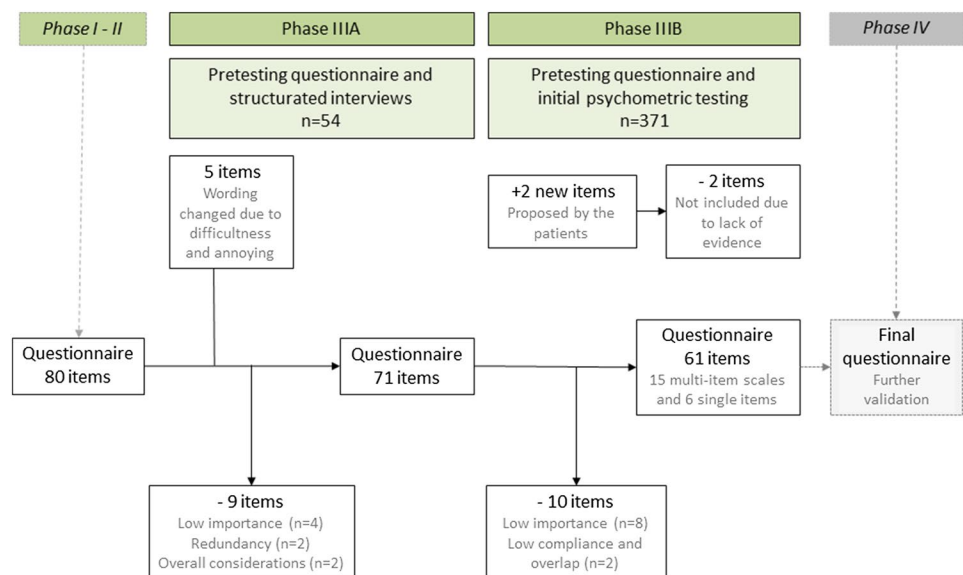 Phase I - II
Phase IIIA
Phase IIIB
Phase IV
Pretesting questionnaire and
structurated interviews
n=54
Pretesting questionnaire and
initial psychometric testing
n=371
5 items
Wording
changed due to
difficultness
and annoying
+2 new items
Proposed by the
patients
- 2 items
Not included due
to lack of
evidence
Questionnaire
80 items
Questionnaire
71 items
Questionnaire
61 items
15 multi-item scales
and 6 single items
Final
questionnaire
Further
validation
- 9 items
Low importance (n=4)
Redundancy (n=2)
Overall considerations (n=2)
- 10 items
Low importance (n=8)
Low compliance and
overlap (n=2)